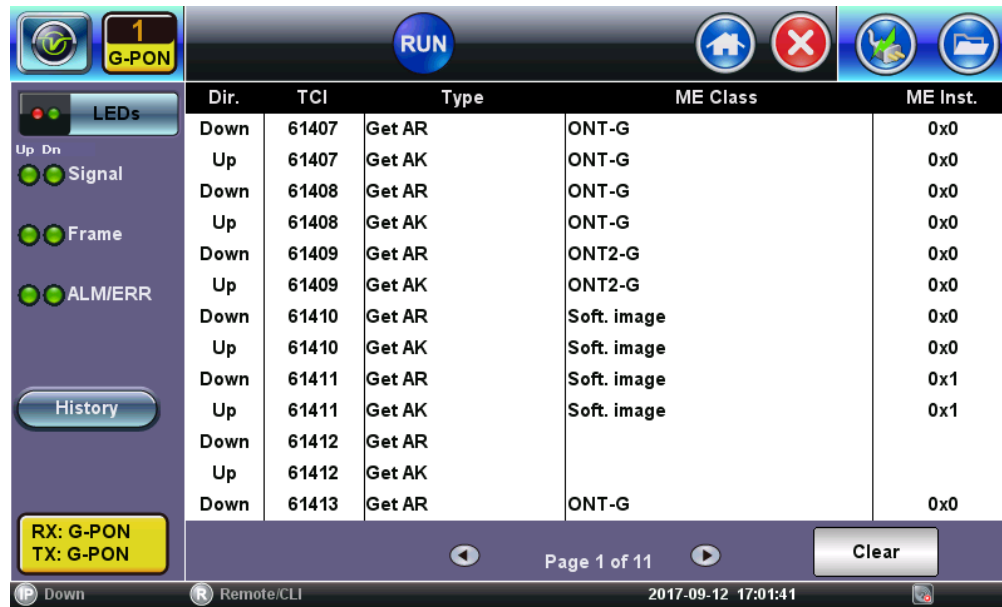 1
G-PON
RUN
LEDs
Up Dn
Signal
Frame
ALM/ERR
History
RX: G-PON
TX: G-PON
Dir. TCI Type ME Class ME Inst.
Down 61407 Get AR ONT-G 0x0
Up 61407 Get AK ONT-G 0x0
Down 61408 Get AR ONT-G 0x0
Up 61408 Get AK ONT-G 0x0
Down 61409 Get AR ONT2-G 0x0
Up 61409 Get AK ONT2-G 0x0
Down 61410 Get AR Soft. image 0x0
Up 61410 Get AK Soft. image 0x0
Down 61411 Get AR Soft. image 0x1
Up 61411 Get AK Soft. image 0x1
Down 61412 Get AR
Up 61412 Get AK
Down 61413 Get AR ONT-G 0x0
Page 1 of 11
Clear
IP Down
R Remote/CLI
2017-09-12 17:01:41